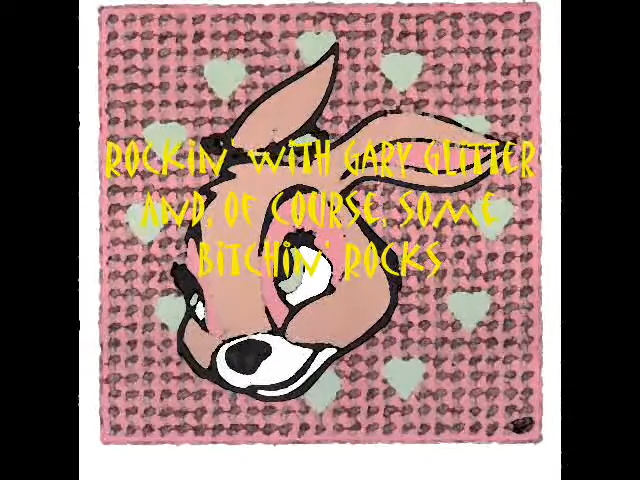 ROCKIN' WITH GARY GLITTER
AND, OF COURSE, SOME
BITCHIN' ROCKS